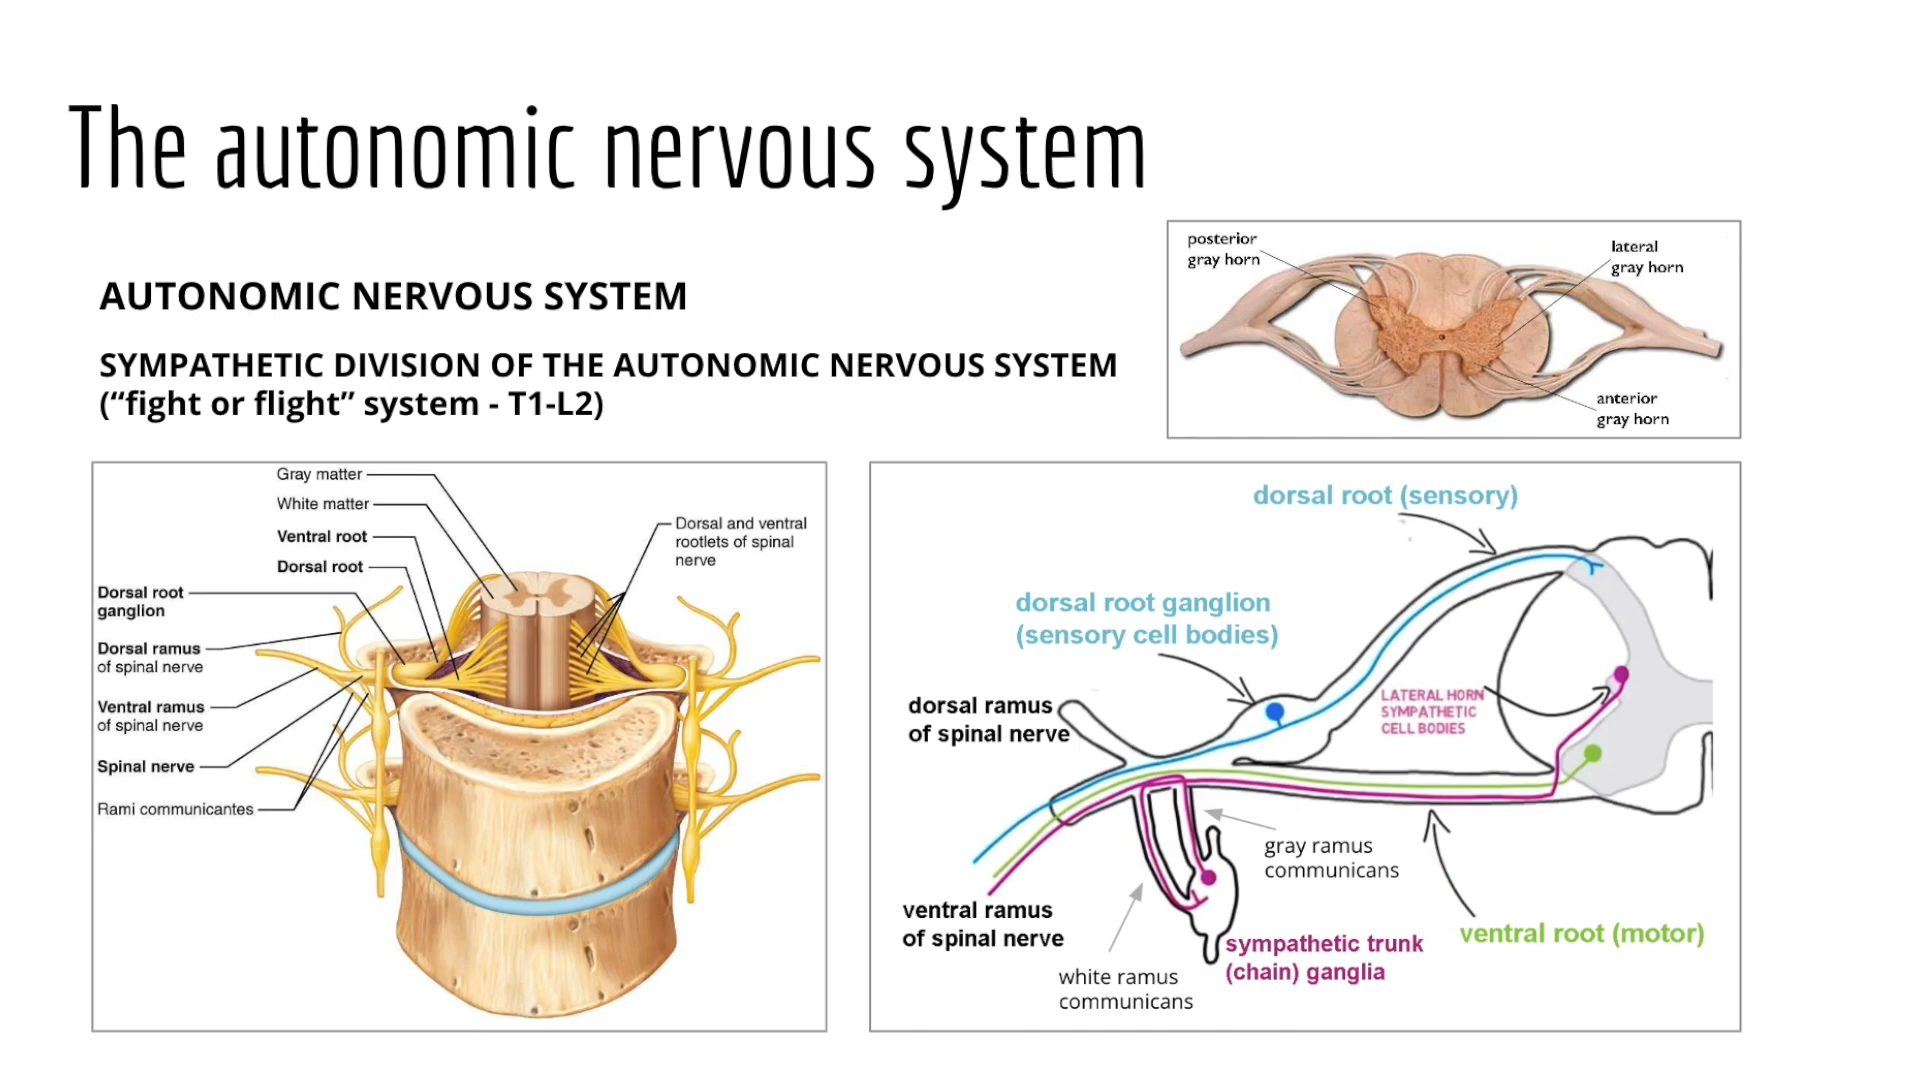 The autonomic nervous system
AUTONOMIC NERVOUS SYSTEM
SYMPATHETIC DIVISION OF THE AUTONOMIC NERVOUS SYSTEM
(“fight or flight” system - T1-L2)
posterior
gray horn
lateral
gray horn
anterior
gray horn
Gray matter
White matter
Ventral root
Dorsal root
Dorsal root
ganglion
Dorsal ramus
of spinal nerve
Ventral ramus
of spinal nerve
Spinal nerve
Rami communicantes
Dorsal and ventral
rootlets of spinal
nerve
dorsal root (sensory)
dorsal root ganglion
(sensory cell bodies)
dorsal ramus
of spinal nerve
LATERAL HORN
SYMPATHETIC
CELL BODIES
gray ramus
communicans
ventral ramus
of spinal nerve
white ramus
communicans
sympathetic trunk
(chain) ganglia
ventral root (motor)